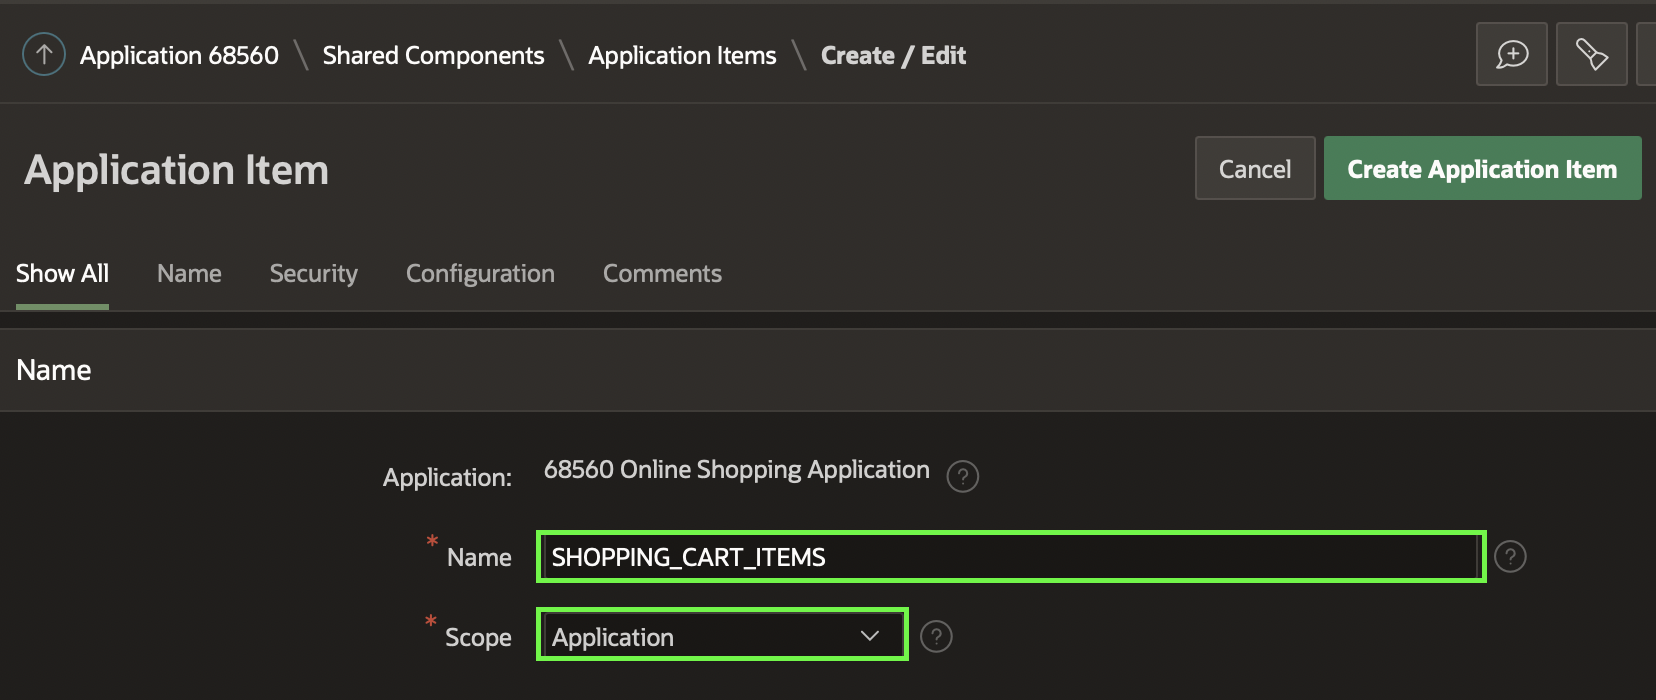 Application 68560 \ Shared Components \ Application Items \ Create / Edit
Application Item
Cancel
Create Application Item
Show All Name Security Configuration Comments
Name
Application: 68560 Online Shopping Application ?
* Name SHOPPING_CART_ITEMS ?
* Scope Application ?